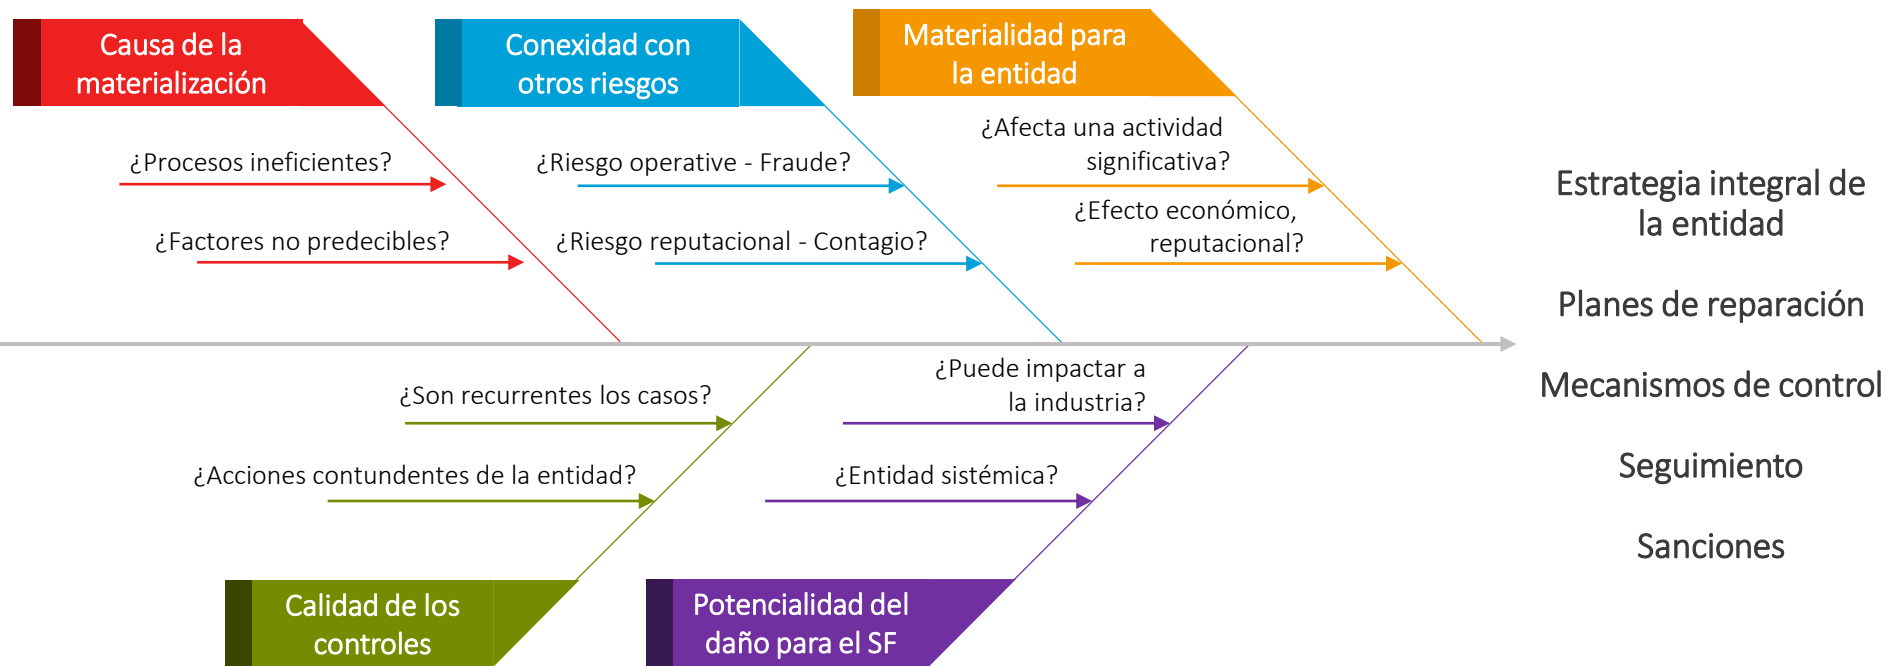 Causa de la
materialización
¿Procesos ineficientes?
¿Factores no predecibles?
Conexidad con
otros riesgos
¿Riesgo operative - Fraude?
¿Riesgo reputacional - Contagio?
Materialidad para
la entidad
¿Afecta una actividad
significativa?
¿Efecto económico,
reputacional?
¿Son recurrentes los casos?
¿Acciones contundentes de la entidad?
Calidad de los
controles
¿Puede impactar a
la industria?
¿Entidad sistémica?
Potencialidad del
daño para el SF
Estrategia integral de
la entidad
Planes de reparación
Mecanismos de control
Seguimiento
Sanciones